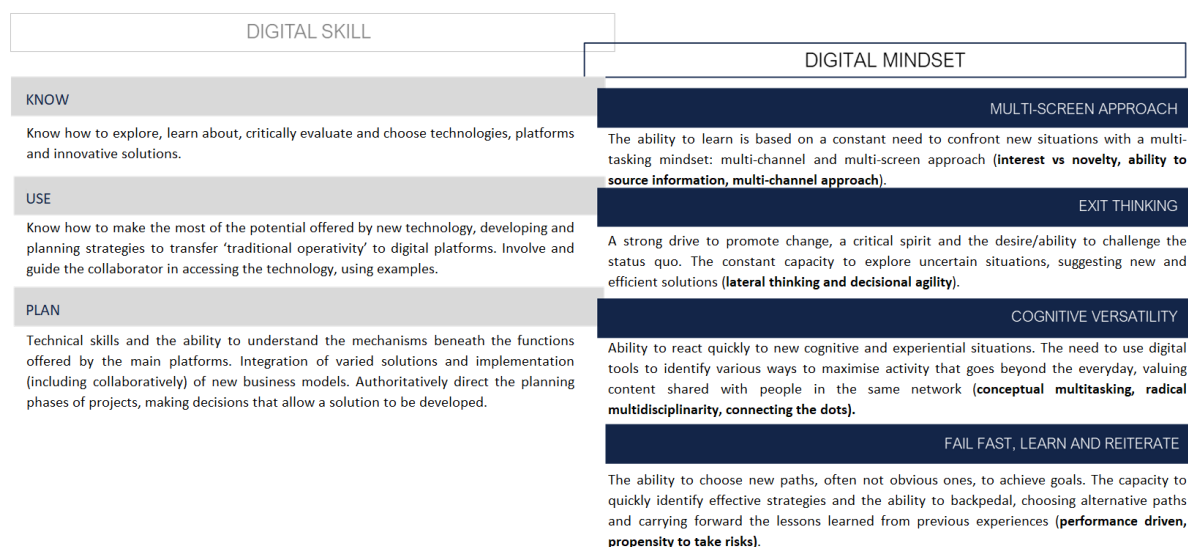 DIGITAL SKILL
KNOW
Know how to explore, learn about, critically evaluate and choose technologies, platforms
and innovative solutions.
USE
Know how to make the most of the potential offered by new technology, developing and
planning strategies to transfer ‘traditional operativity’ to digital platforms. Involve and
guide the collaborator in accessing the technology, using examples.
PLAN
Technical skills and the ability to understand the mechanisms beneath the functions
offered by the main platforms. Integration of varied solutions and implementation
(including collaboratively) of new business models. Authoritatively direct the planning
phases of projects, making decisions that allow a solution to be developed.
DIGITAL MINDSET
MULTI-SCREEN APPROACH
The ability to learn is based on a constant need to confront new situations with a multi-
tasking mindset: multi-channel and multi-screen approach (interest vs novelty, ability to
source information, multi-channel approach).
EXIT THINKING
A strong drive to promote change, a critical spirit and the desire/ability to challenge the
status quo. The constant capacity to explore uncertain situations, suggesting new and
efficient solutions (lateral thinking and decisional agility).
COGNITIVE VERSATILITY
Ability to react quickly to new cognitive and experiential situations. The need to use digital
tools to identify various ways to maximise activity that goes beyond the everyday, valuing
content shared with people in the same network (conceptual multitasking, radical
multidisciplinarity, connecting the dots).
FAIL FAST, LEARN AND REITERATE
The ability to choose new paths, often not obvious ones, to achieve goals. The capacity to
quickly identify effective strategies and the ability to backpedal, choosing alternative paths
and carrying forward the lessons learned from previous experiences (performance driven,
propensity to take risks).